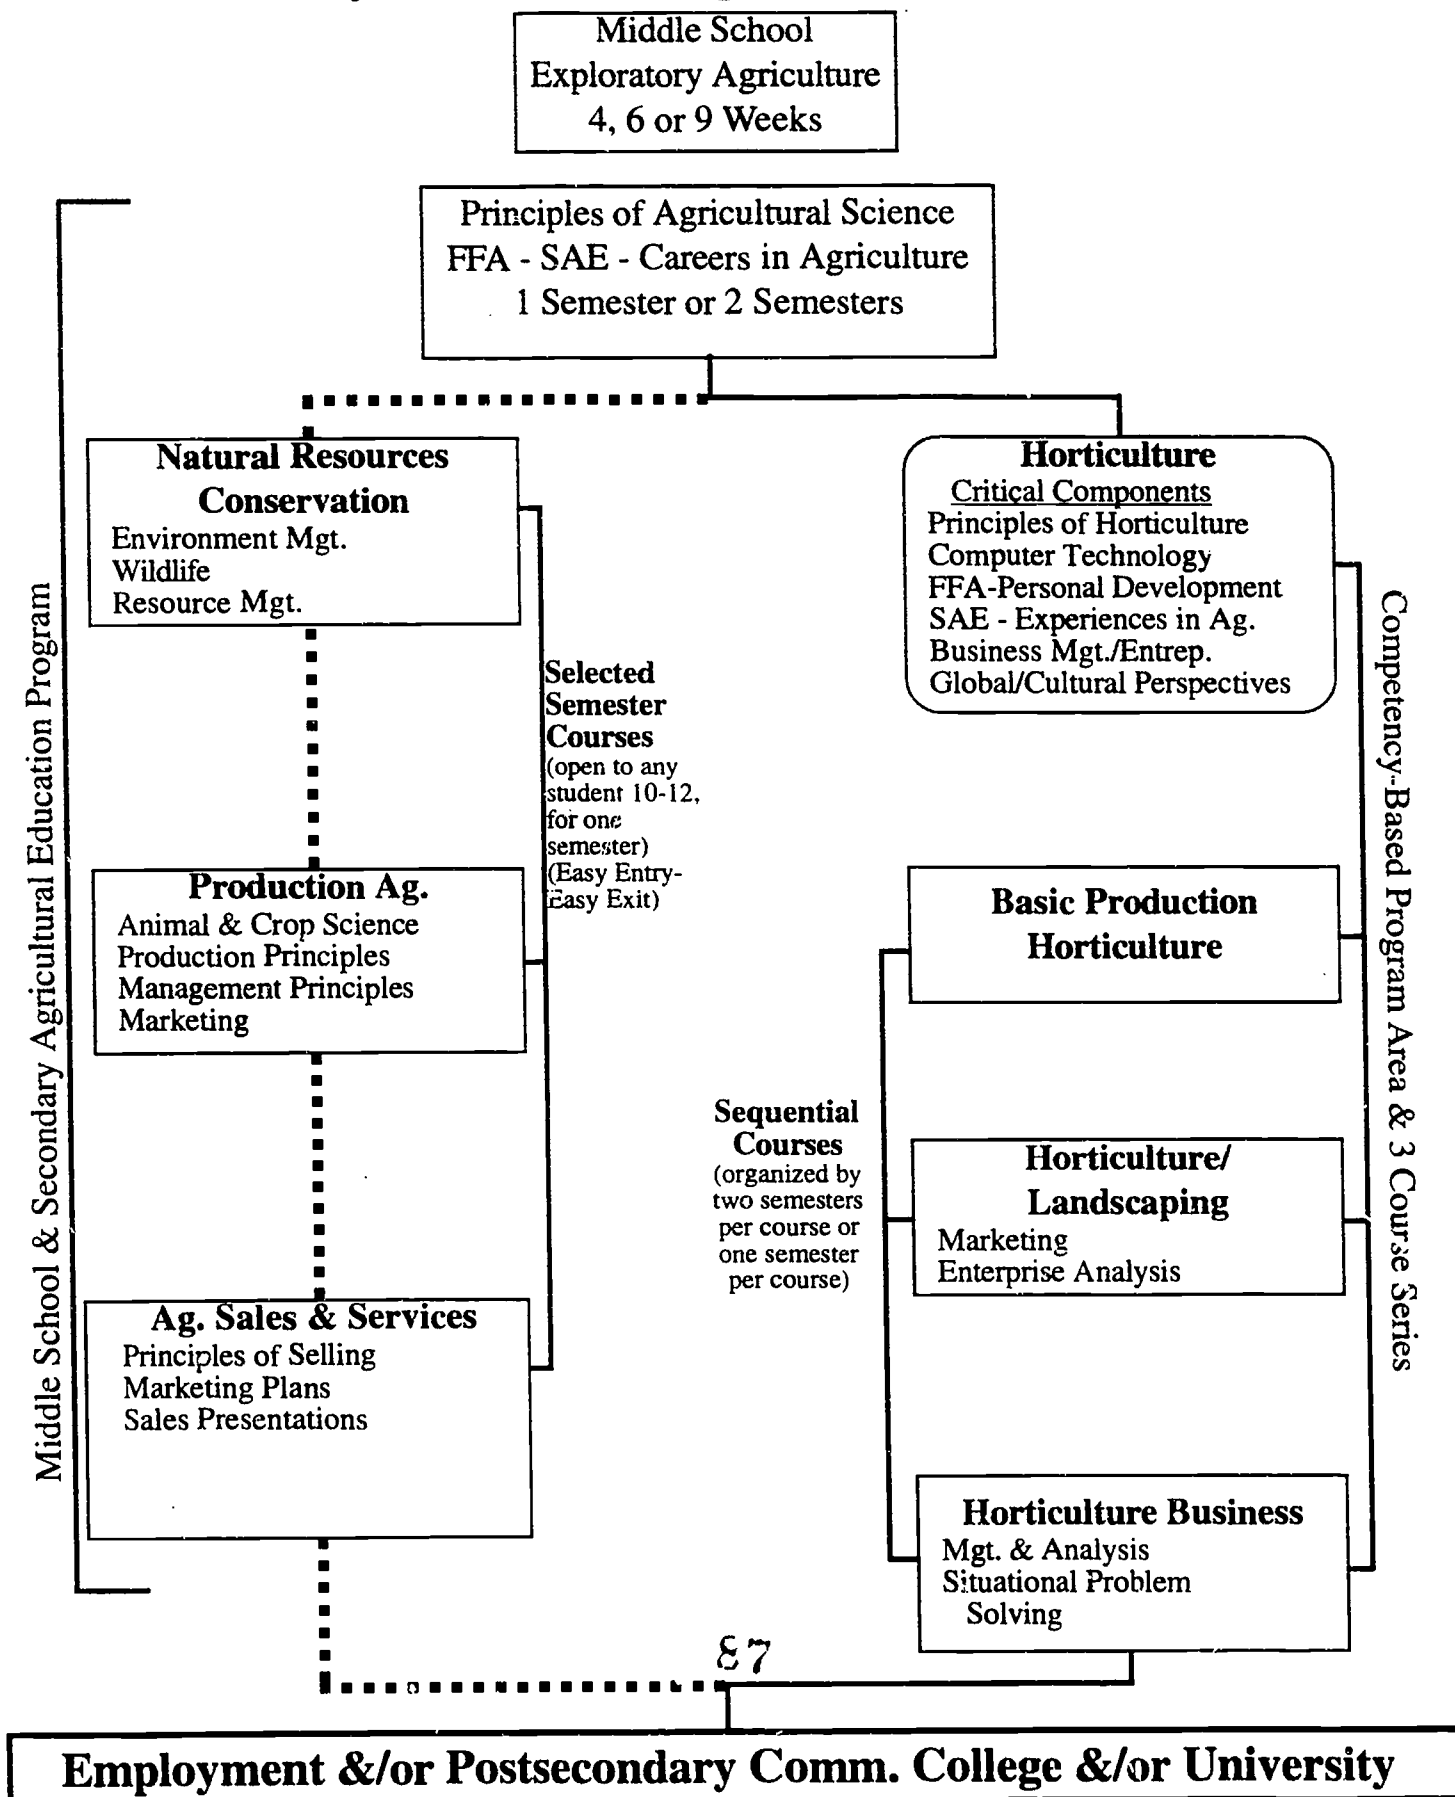 Middle School
Exploratory Agriculture
4, 6 or 9 Weeks
Principles of Agricultural Science
FFA - SAE - Careers in Agriculture
1 Semester or 2 Semesters
Middle School & Secondary Agricultural Education Program
Natural Resources
Conservation
Environment Mgt.
Wildlife
Resource Mgt.
Selected
Semester
Courses
(open to any
student 10-12,
for one
semester)
(Easy Entry-
Easy Exit)
Production Ag.
Animal & Crop Science
Production Principles
Management Principles
Marketing
Ag. Sales & Services
Principles of Selling
Marketing Plans
Sales Presentations
Horticulture
Critical Components
Principles of Horticulture
Computer Technology
FFA-Personal Development
SAE - Experiences in Ag.
Business Mgt./Entrep.
Global/Cultural Perspectives
Competency-Based Program Area & 3 Course Series
Basic Production
Horticulture
Sequential
Courses
(organized by
two semesters
per course or
one semester
per course)
Horticulture/
Landscaping
Marketing
Enterprise Analysis
Horticulture Business
Mgt. & Analysis
Situational Problem
Solving
87
Employment &/or Postsecondary Comm. College &/or University